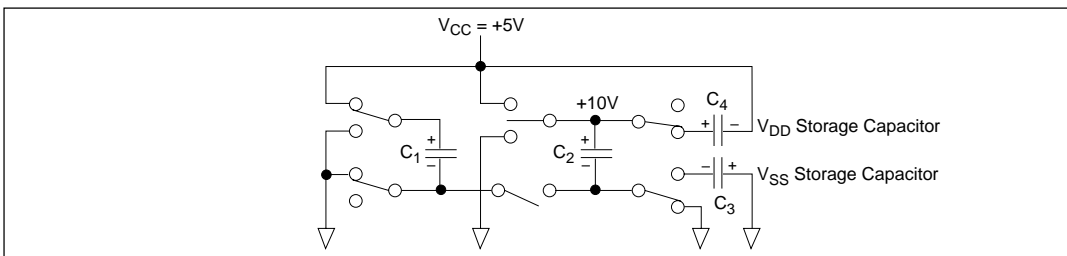 V_CC = +5V
+10V
C_4
+ −
V_DD Storage Capacitor
+
C_1
−
+
C_2
−
− +
V_SS Storage Capacitor
C_3